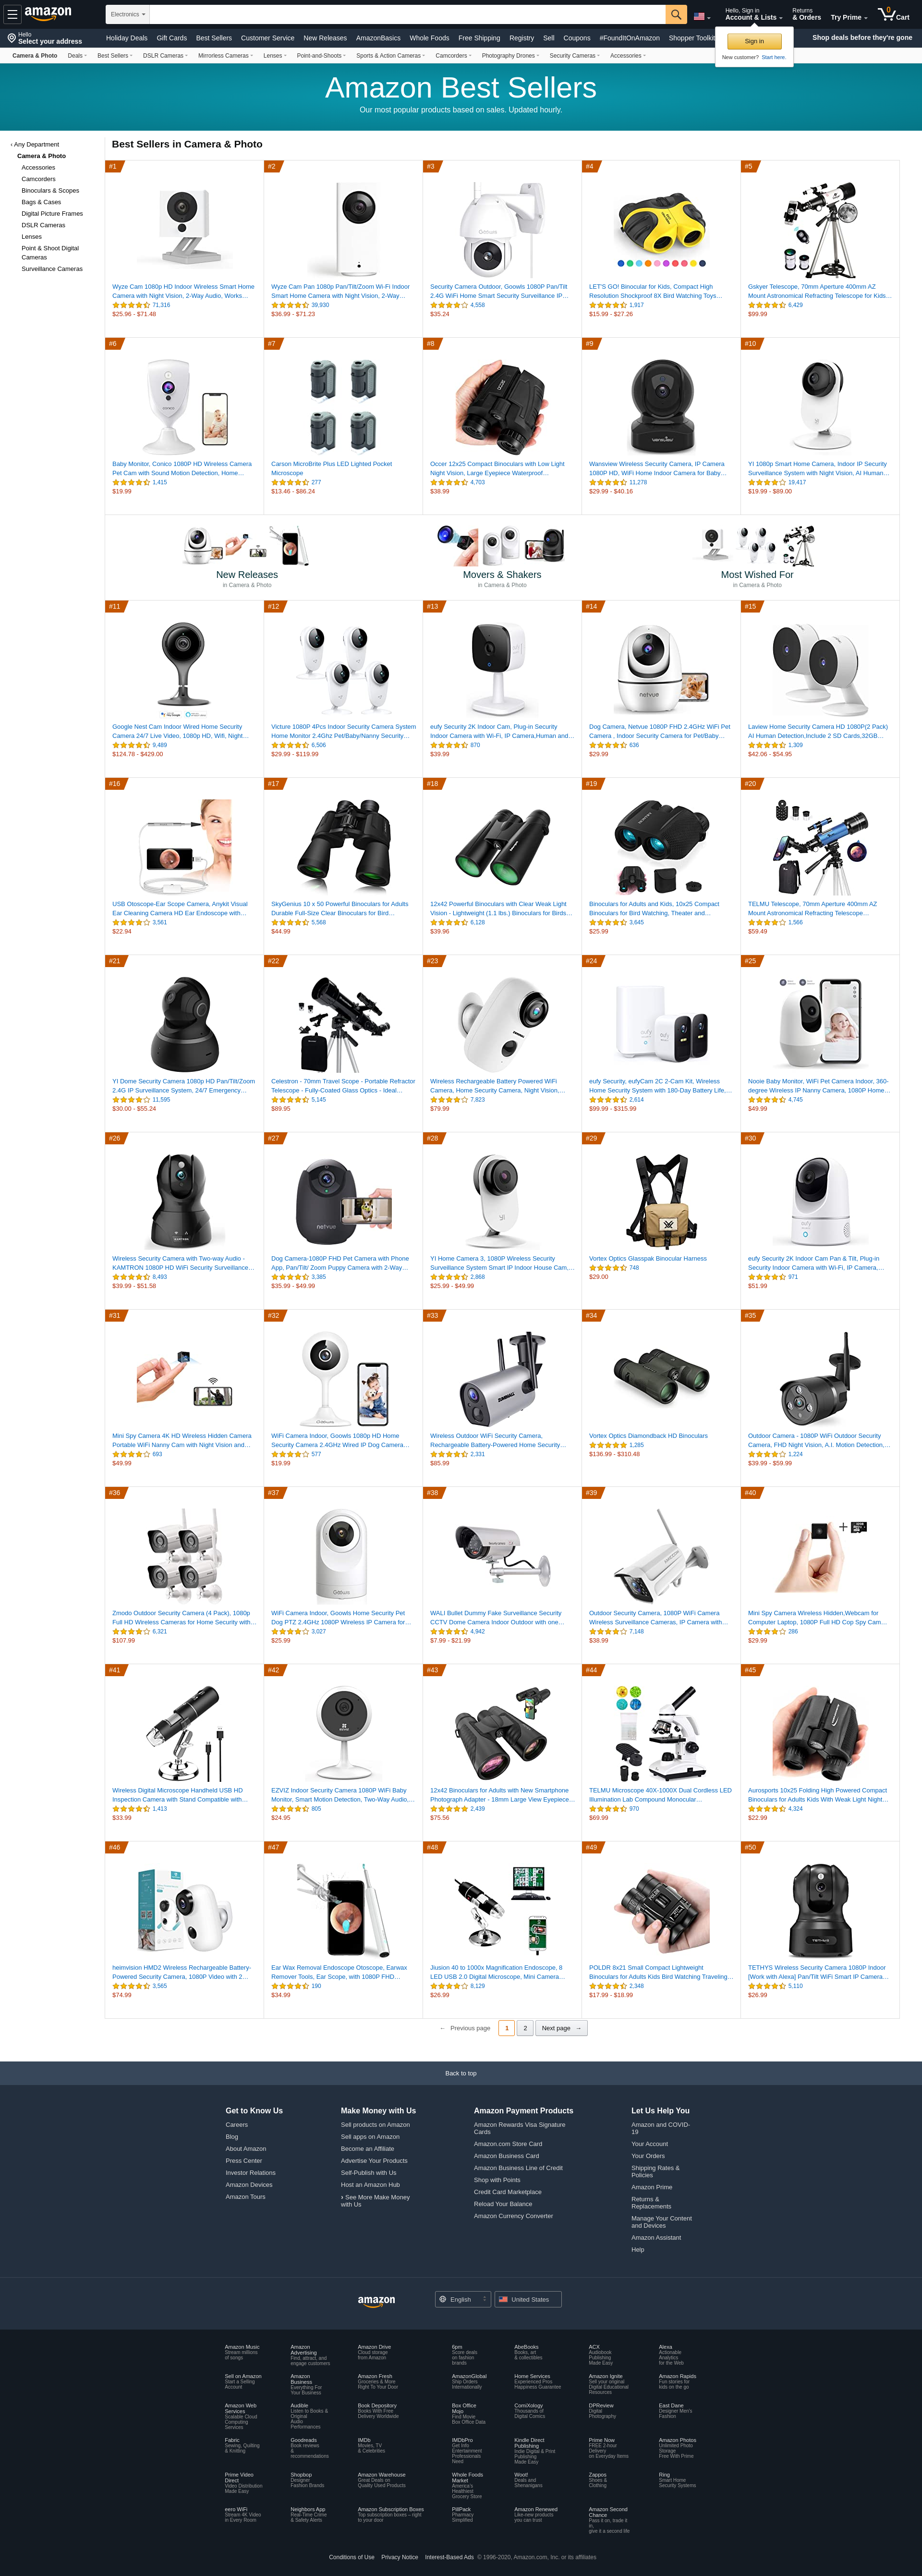 amazon
Electronics
Hello, Sign in
Account & Lists
Returns
& Orders
Try Prime
0
Cart
Hello
Select your address
Holiday Deals
Gift Cards
Best Sellers
Customer Service
New Releases
AmazonBasics
Whole Foods
Free Shipping
Registry
Sell
Coupons
#FoundItOnAmazon
Shopper Toolkit
Shop deals before they're gone
Sign in
New customer? Start here.
Camera & Photo
Deals
Best Sellers
DSLR Cameras
Mirrorless Cameras
Lenses
Point-and-Shoots
Sports & Action Cameras
Camcorders
Photography Drones
Security Cameras
Accessories
Amazon Best Sellers
Our most popular products based on sales. Updated hourly.
‹ Any Department
Camera & Photo
Accessories
Camcorders
Binoculars & Scopes
Bags & Cases
Digital Picture Frames
DSLR Cameras
Lenses
Point & Shoot Digital
Cameras
Surveillance Cameras
Best Sellers in Camera & Photo
#1
Wyze Cam 1080p HD Indoor Wireless Smart Home
Camera with Night Vision, 2-Way Audio, Works…
71,316
$25.96 - $71.48
#2
Wyze Cam Pan 1080p Pan/Tilt/Zoom Wi-Fi Indoor
Smart Home Camera with Night Vision, 2-Way…
39,930
$36.99 - $71.23
#3
Security Camera Outdoor, Goowls 1080P Pan/Tilt
2.4G WiFi Home Smart Security Surveillance IP…
4,558
$35.24
#4
LET'S GO! Binocular for Kids, Compact High
Resolution Shockproof 8X Bird Watching Toys…
1,917
$15.99 - $27.26
#5
Gskyer Telescope, 70mm Aperture 400mm AZ
Mount Astronomical Refracting Telescope for Kids…
6,429
$99.99
#6
Baby Monitor, Conico 1080P HD Wireless Camera
Pet Cam with Sound Motion Detection, Home…
1,415
$19.99
#7
Carson MicroBrite Plus LED Lighted Pocket
Microscope
277
$13.46 - $86.24
#8
Occer 12x25 Compact Binoculars with Low Light
Night Vision, Large Eyepiece Waterproof…
4,703
$38.99
#9
Wansview Wireless Security Camera, IP Camera
1080P HD, WiFi Home Indoor Camera for Baby…
11,278
$29.99 - $40.16
#10
YI 1080p Smart Home Camera, Indoor IP Security
Surveillance System with Night Vision, AI Human…
19,417
$19.99 - $89.00
New Releases
in Camera & Photo
Movers & Shakers
in Camera & Photo
Most Wished For
in Camera & Photo
#11
Google Nest Cam Indoor Wired Home Security
Camera 24/7 Live Video, 1080p HD, Wifi, Night…
9,489
$124.78 - $429.00
#12
Victure 1080P 4Pcs Indoor Security Camera System
Home Monitor 2.4Ghz Pet/Baby/Nanny Security…
6,506
$29.99 - $119.99
#13
eufy Security 2K Indoor Cam, Plug-in Security
Indoor Camera with Wi-Fi, IP Camera,Human and…
870
$39.99
#14
netvue
Dog Camera, Netvue 1080P FHD 2.4GHz WiFi Pet
Camera , Indoor Security Camera for Pet/Baby…
636
$29.99
#15
Laview Home Security Camera HD 1080P(2 Pack)
AI Human Detection,Include 2 SD Cards,32GB…
1,309
$42.06 - $54.95
#16
USB Otoscope-Ear Scope Camera, Anykit Visual
Ear Cleaning Camera HD Ear Endoscope with…
3,561
$22.94
#17
SkyGenius 10 x 50 Powerful Binoculars for Adults
Durable Full-Size Clear Binoculars for Bird…
5,568
$44.99
#18
12x42 Powerful Binoculars with Clear Weak Light
Vision - Lightweight (1.1 lbs.) Binoculars for Birds…
6,128
$39.96
#19
Binoculars for Adults and Kids, 10x25 Compact
Binoculars for Bird Watching, Theater and…
3,645
$25.99
#20
TELMU Telescope, 70mm Aperture 400mm AZ
Mount Astronomical Refracting Telescope…
1,566
$59.49
#21
YI Dome Security Camera 1080p HD Pan/Tilt/Zoom
2.4G IP Surveillance System, 24/7 Emergency…
11,595
$30.00 - $55.24
#22
Celestron - 70mm Travel Scope - Portable Refractor
Telescope - Fully-Coated Glass Optics - Ideal…
5,145
$89.95
#23
Wireless Rechargeable Battery Powered WiFi
Camera, Home Security Camera, Night Vision,…
7,823
$79.99
#24
eufy Security, eufyCam 2C 2-Cam Kit, Wireless
Home Security System with 180-Day Battery Life,…
2,614
$99.99 - $315.99
#25
Nooie Baby Monitor, WiFi Pet Camera Indoor, 360-
degree Wireless IP Nanny Camera, 1080P Home…
4,745
$49.99
#26
Wireless Security Camera with Two-way Audio -
KAMTRON 1080P HD WiFi Security Surveillance…
8,493
$39.99 - $51.58
#27
netvue
Dog Camera-1080P FHD Pet Camera with Phone
App, Pan/Tilt/ Zoom Puppy Camera with 2-Way…
3,385
$35.99 - $49.99
#28
YI Home Camera 3, 1080P Wireless Security
Surveillance System Smart IP Indoor House Cam,…
2,868
$25.99 - $49.99
#29
Vortex Optics Glasspak Binocular Harness
748
$29.00
#30
eufy Security 2K Indoor Cam Pan & Tilt, Plug-in
Security Indoor Camera with Wi-Fi, IP Camera,…
971
$51.99
#31
Mini Spy Camera 4K HD Wireless Hidden Camera
Portable WiFi Nanny Cam with Night Vision and…
693
$49.99
#32
WiFi Camera Indoor, Goowls 1080p HD Home
Security Camera 2.4GHz Wired IP Dog Camera…
577
$19.99
#33
Wireless Outdoor WiFi Security Camera,
Rechargeable Battery-Powered Home Security…
2,331
$85.99
#34
Vortex Optics Diamondback HD Binoculars
1,285
$136.99 - $310.48
#35
Outdoor Camera - 1080P WiFi Outdoor Security
Camera, FHD Night Vision, A.I. Motion Detection,…
1,224
$39.99 - $59.99
#36
Zmodo Outdoor Security Camera (4 Pack), 1080p
Full HD Wireless Cameras for Home Security with…
6,321
$107.99
#37
WiFi Camera Indoor, Goowls Home Security Pet
Dog PTZ 2.4GHz 1080P Wireless IP Camera for…
3,027
$25.99
#38
WALI Bullet Dummy Fake Surveillance Security
CCTV Dome Camera Indoor Outdoor with one…
4,942
$7.99 - $21.99
#39
Outdoor Security Camera, 1080P WiFi Camera
Wireless Surveillance Cameras, IP Camera with…
7,148
$38.99
#40
Mini Spy Camera Wireless Hidden,Webcam for
Computer Laptop, 1080P Full HD Cop Spy Cam…
286
$29.99
#41
Wireless Digital Microscope Handheld USB HD
Inspection Camera with Stand Compatible with…
1,413
$33.99
#42
EZVIZ Indoor Security Camera 1080P WiFi Baby
Monitor, Smart Motion Detection, Two-Way Audio,…
805
$24.95
#43
12x42 Binoculars for Adults with New Smartphone
Photograph Adapter - 18mm Large View Eyepiece…
2,439
$75.56
#44
TELMU Microscope 40X-1000X Dual Cordless LED
Illumination Lab Compound Monocular…
970
$69.99
#45
Aurosports 10x25 Folding High Powered Compact
Binoculars for Adults Kids With Weak Light Night…
4,324
$22.99
#46
heimvision HMD2 Wireless Rechargeable Battery-
Powered Security Camera, 1080P Video with 2…
3,565
$74.99
#47
Ear Wax Removal Endoscope Otoscope, Earwax
Remover Tools, Ear Scope, with 1080P FHD…
190
$34.99
#48
Jiusion 40 to 1000x Magnification Endoscope, 8
LED USB 2.0 Digital Microscope, Mini Camera…
8,129
$26.99
#49
POLDR 8x21 Small Compact Lightweight
Binoculars for Adults Kids Bird Watching Traveling…
2,348
$17.99 - $18.99
#50
TETHYS Wireless Security Camera 1080P Indoor
[Work with Alexa] Pan/Tilt WiFi Smart IP Camera…
5,110
$26.99
← Previous page
1
2
Next page →
Back to top
Get to Know Us
Careers
Blog
About Amazon
Press Center
Investor Relations
Amazon Devices
Amazon Tours
Make Money with Us
Sell products on Amazon
Sell apps on Amazon
Become an Affiliate
Advertise Your Products
Self-Publish with Us
Host an Amazon Hub
› See More Make Money
with Us
Amazon Payment Products
Amazon Rewards Visa Signature
Cards
Amazon.com Store Card
Amazon Business Card
Amazon Business Line of Credit
Shop with Points
Credit Card Marketplace
Reload Your Balance
Amazon Currency Converter
Let Us Help You
Amazon and COVID-
19
Your Account
Your Orders
Shipping Rates &
Policies
Amazon Prime
Returns &
Replacements
Manage Your Content
and Devices
Amazon Assistant
Help
amazon
English
United States
Amazon Music
Stream millions
of songs
Amazon
Advertising
Find, attract, and
engage customers
Amazon Drive
Cloud storage
from Amazon
6pm
Score deals
on fashion
brands
AbeBooks
Books, art
& collectibles
ACX
Audiobook
Publishing
Made Easy
Alexa
Actionable
Analytics
for the Web
Sell on Amazon
Start a Selling
Account
Amazon
Business
Everything For
Your Business
Amazon Fresh
Groceries & More
Right To Your Door
AmazonGlobal
Ship Orders
Internationally
Home Services
Experienced Pros
Happiness Guarantee
Amazon Ignite
Sell your original
Digital Educational
Resources
Amazon Rapids
Fun stories for
kids on the go
Amazon Web
Services
Scalable Cloud
Computing
Services
Audible
Listen to Books &
Original
Audio
Performances
Book Depository
Books With Free
Delivery Worldwide
Box Office
Mojo
Find Movie
Box Office Data
ComiXology
Thousands of
Digital Comics
DPReview
Digital
Photography
East Dane
Designer Men's
Fashion
Fabric
Sewing, Quilting
& Knitting
Goodreads
Book reviews
&
recommendations
IMDb
Movies, TV
& Celebrities
IMDbPro
Get Info
Entertainment
Professionals
Need
Kindle Direct
Publishing
Indie Digital & Print
Publishing
Made Easy
Prime Now
FREE 2-hour
Delivery
on Everyday Items
Amazon Photos
Unlimited Photo
Storage
Free With Prime
Prime Video
Direct
Video Distribution
Made Easy
Shopbop
Designer
Fashion Brands
Amazon Warehouse
Great Deals on
Quality Used Products
Whole Foods
Market
America's
Healthiest
Grocery Store
Woot!
Deals and
Shenanigans
Zappos
Shoes &
Clothing
Ring
Smart Home
Security Systems
eero WiFi
Stream 4K Video
in Every Room
Neighbors App
Real-Time Crime
& Safety Alerts
Amazon Subscription Boxes
Top subscription boxes – right
to your door
PillPack
Pharmacy
Simplified
Amazon Renewed
Like-new products
you can trust
Amazon Second
Chance
Pass it on, trade it
in,
give it a second life
Conditions of Use
Privacy Notice
Interest-Based Ads
© 1996-2020, Amazon.com, Inc. or its affiliates